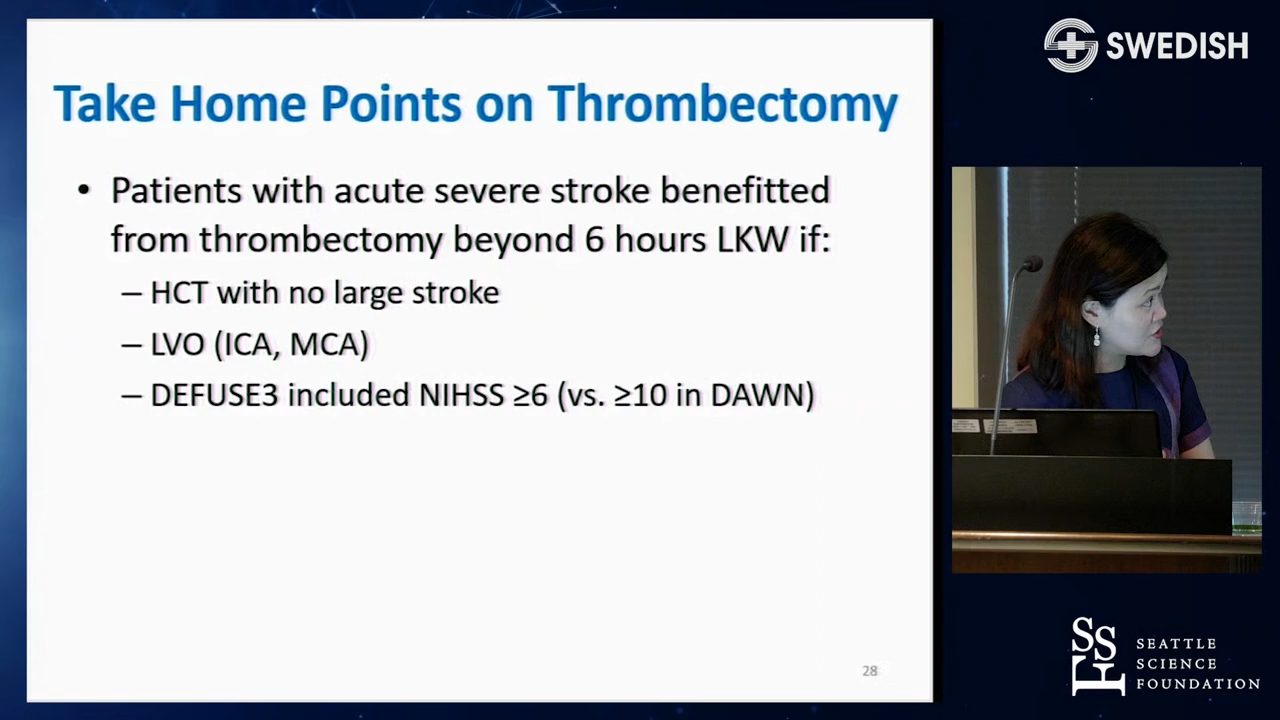 Take Home Points on Thrombectomy
• Patients with acute severe stroke benefitted
from thrombectomy beyond 6 hours LKW if:
– HCT with no large stroke
– LVO (ICA, MCA)
– DEFUSE3 included NIHSS ≥6 (vs. ≥10 in DAWN)
28
SWEDISH
SSF
SEATTLE
SCIENCE
FOUNDATION